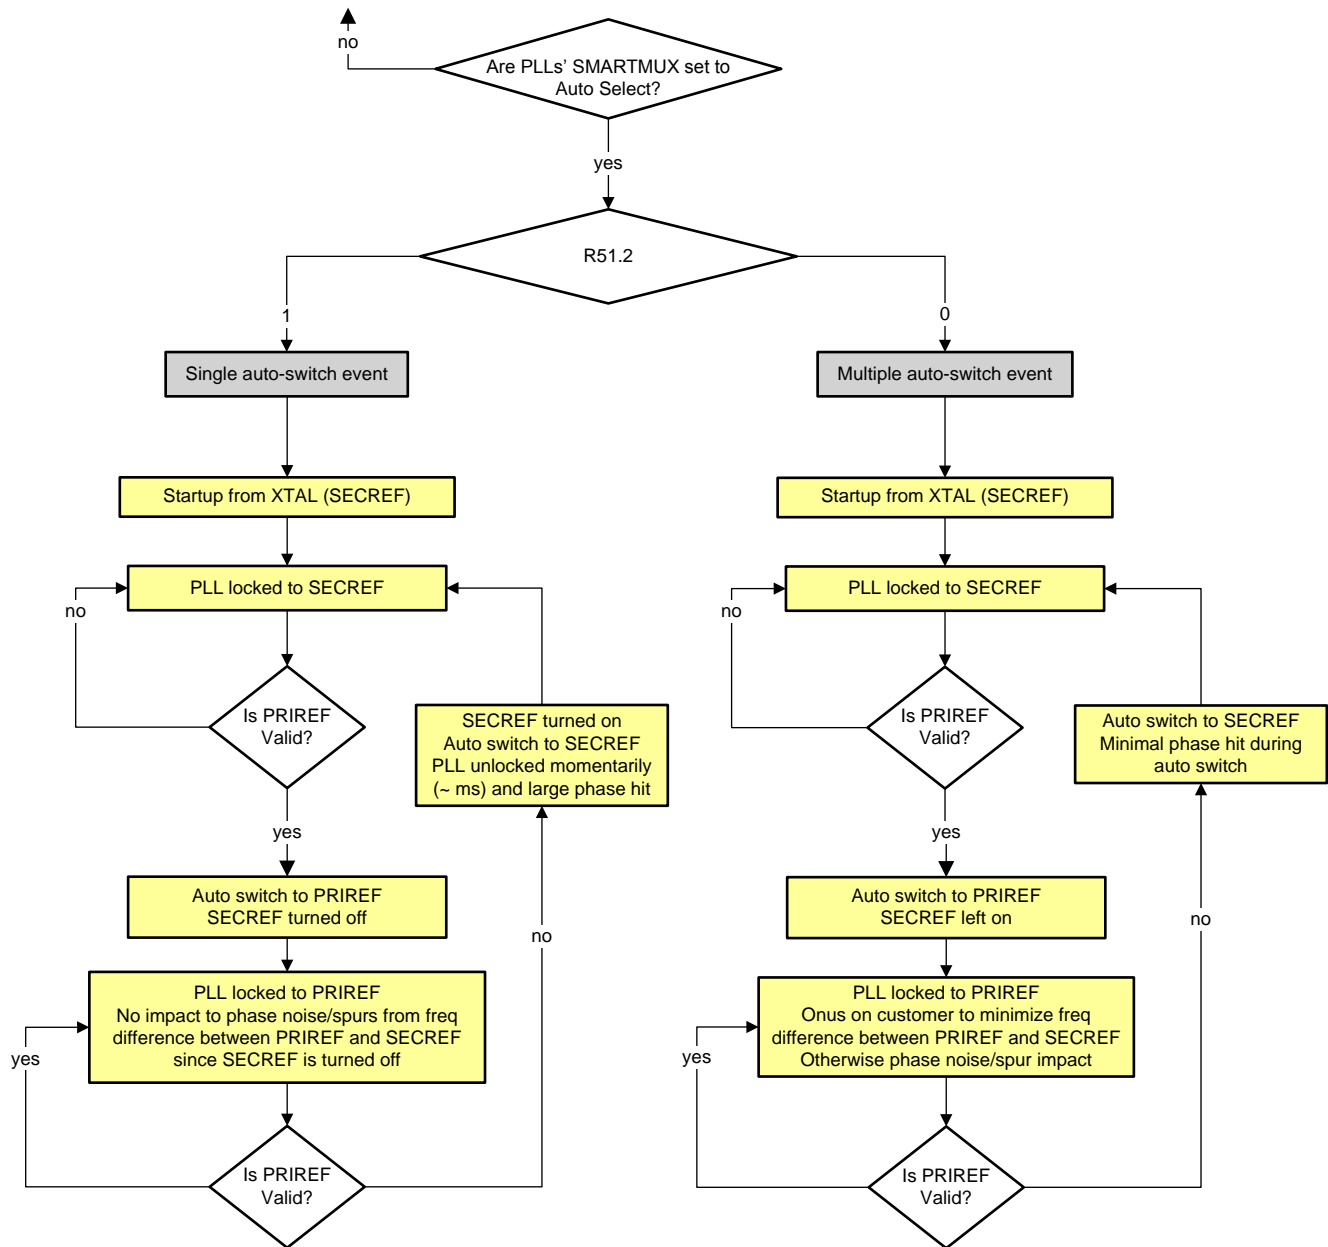 no
Are PLLs' SMARTMUX set to
Auto Select?
yes
R51.2
1
0
Single auto-switch event
Multiple auto-switch event
Startup from XTAL (SECREF)
Startup from XTAL (SECREF)
PLL locked to SECREF
PLL locked to SECREF
no
no
Is PRIREF
Valid?
SECREF turned on
Auto switch to SECREF
PLL unlocked momentarily
(~ ms) and large phase hit
Is PRIREF
Valid?
Auto switch to SECREF
Minimal phase hit during
auto switch
yes
yes
Auto switch to PRIREF
SECREF turned off
Auto switch to PRIREF
SECREF left on
no
no
PLL locked to PRIREF
No impact to phase noise/spurs from freq
difference between PRIREF and SECREF
since SECREF is turned off
PLL locked to PRIREF
Onus on customer to minimize freq
difference between PRIREF and SECREF
Otherwise phase noise/spur impact
yes
yes
Is PRIREF
Valid?
Is PRIREF
Valid?